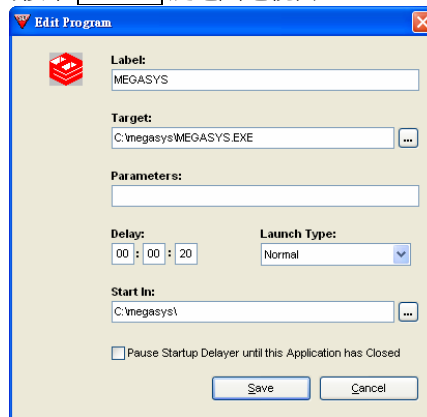 Edit Program
Label:
MEGASYS
Target:
C:\megasys\MEGASYS.EXE
...
Parameters:
Delay:
Launch Type:
00 : 00 : 20
Normal
Start In:
C:\megasys\
...
Pause Startup Delayer until this Application has Closed
Save
Cancel